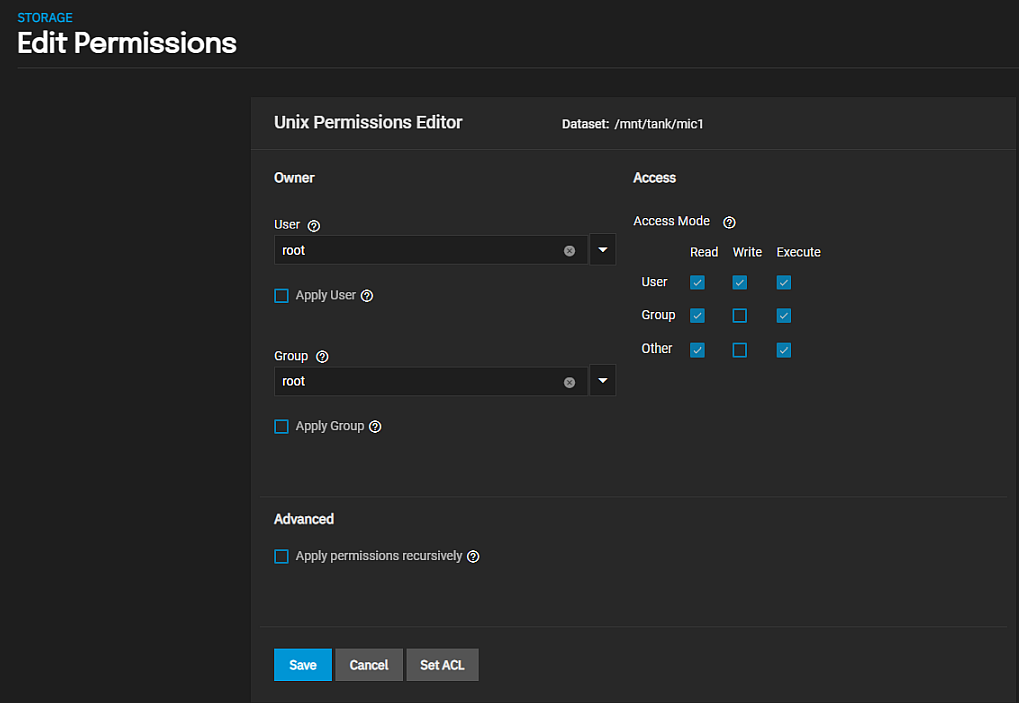 STORAGE
Edit Permissions
Unix Permissions Editor
Dataset: /mnt/tank/mic1
Owner
User
root
Apply User
Group
root
Apply Group
Access
Access Mode
Read Write Execute
User
Group
Other
Advanced
Apply permissions recursively
Save Cancel Set ACL